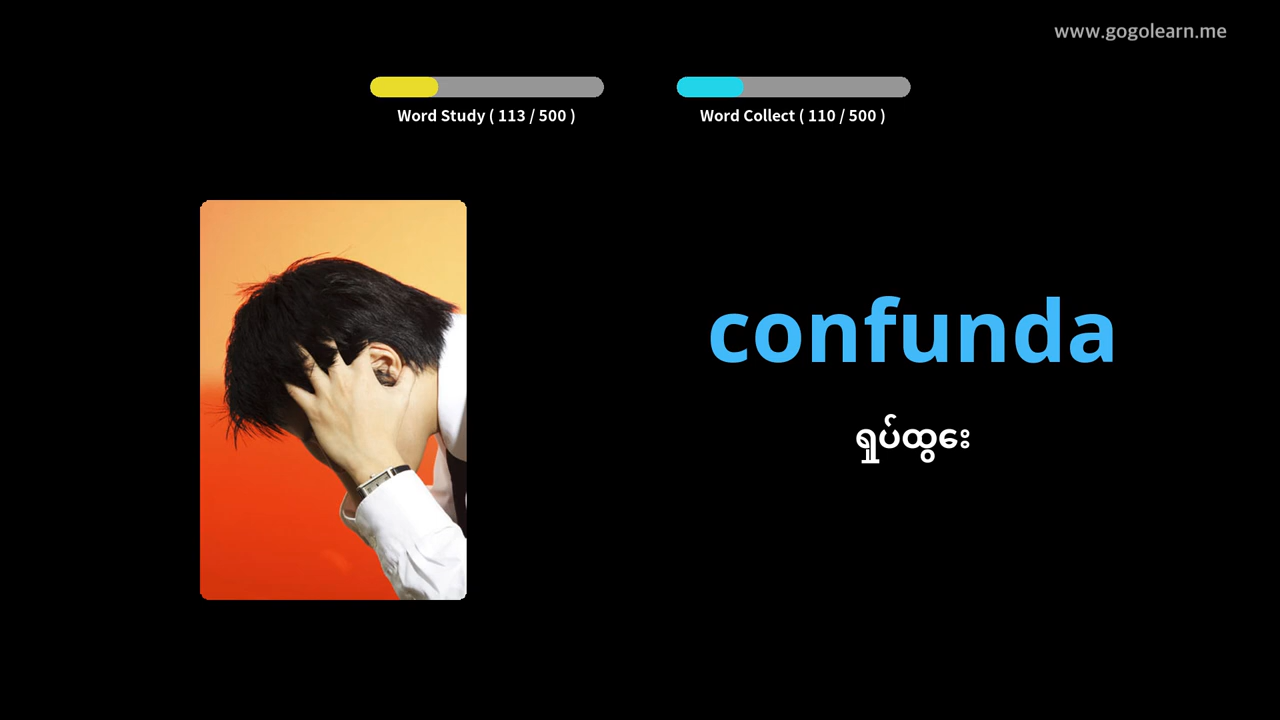 www.gogolearn.me
Word Study ( 113 / 500 )
Word Collect ( 110 / 500 )
confunda
ရှုပ်ထွေး